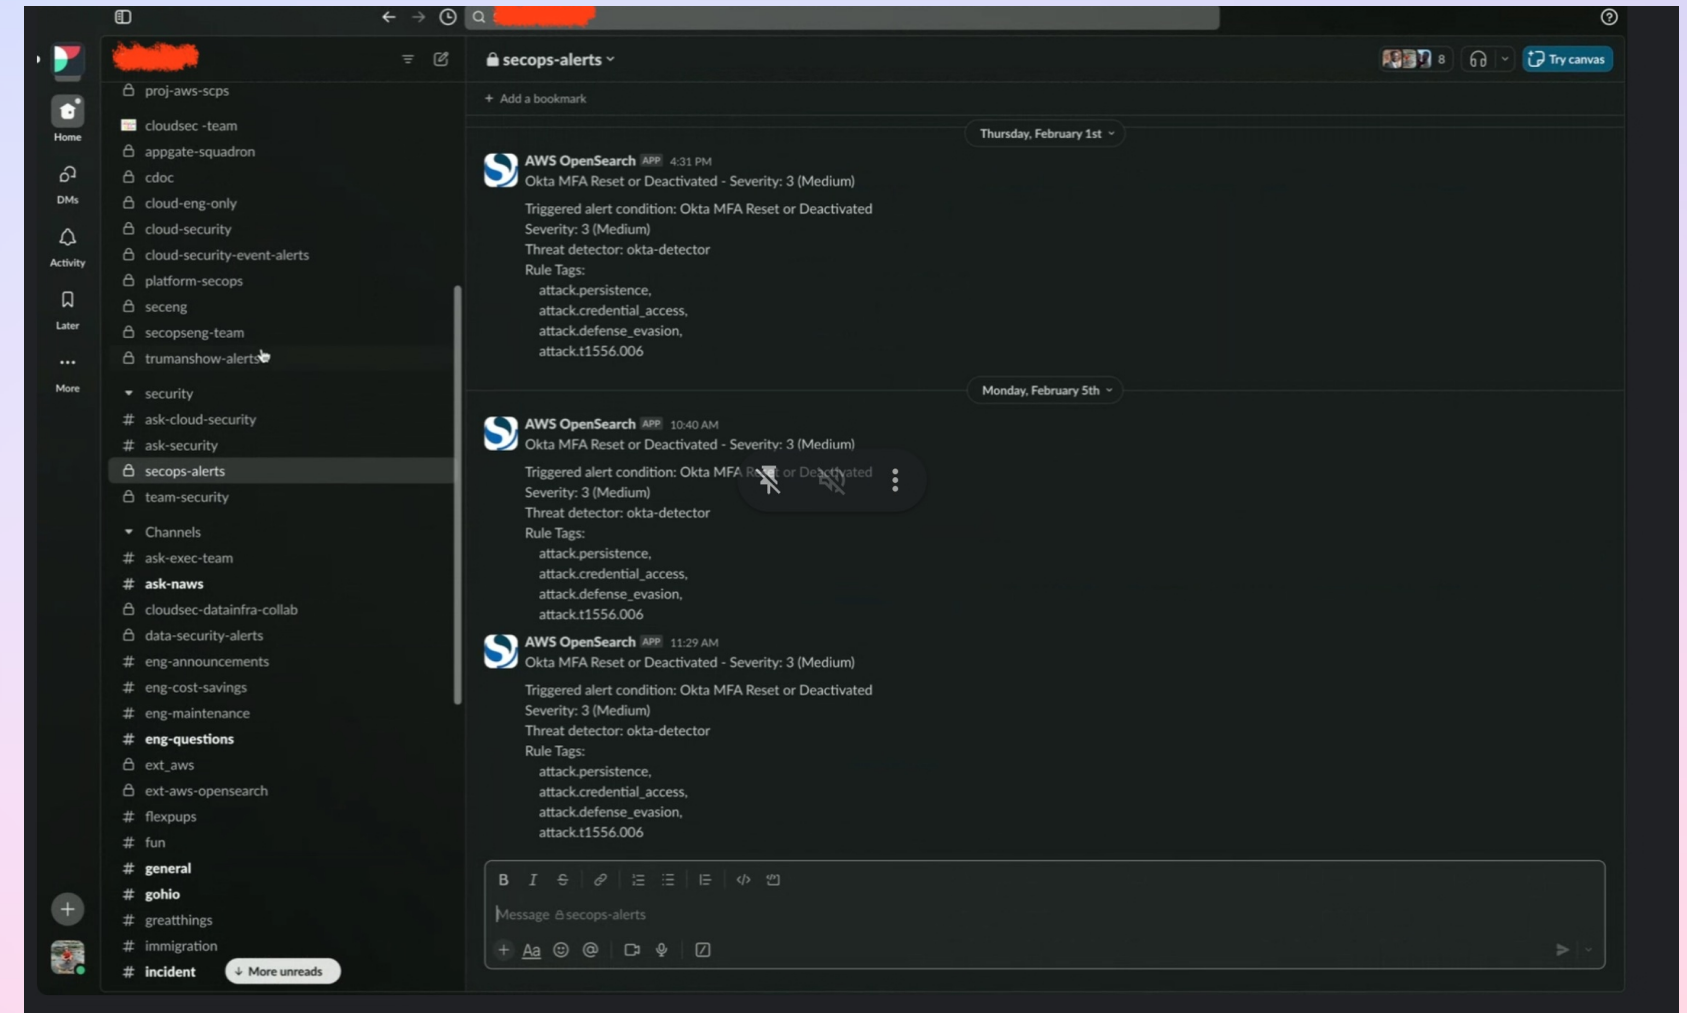 proj-aws-scps
cloudsec -team
appgate-squadron
cdoc
cloud-eng-only
cloud-security
cloud-security-event-alerts
platform-secops
seceng
secopseng-team
trumanshow-alerts
security
ask-cloud-security
ask-security
secops-alerts
team-security
Channels
ask-exec-team
ask-naws
cloudsec-datainfra-collab
data-security-alerts
eng-announcements
eng-cost-savings
eng-maintenance
eng-questions
ext_aws
ext-aws-opensearch
flexpups
fun
general
gohio
greatthings
immigration
incident
↓ More unreads
Home
DMs
Activity
Later
More
secops-alerts
8
Try canvas
+ Add a bookmark
Thursday, February 1st
AWS OpenSearch APP 4:31 PM
Okta MFA Reset or Deactivated - Severity: 3 (Medium)
Triggered alert condition: Okta MFA Reset or Deactivated
Severity: 3 (Medium)
Threat detector: okta-detector
Rule Tags:
attack.persistence,
attack.credential_access,
attack.defense_evasion,
attack.t1556.006
Monday, February 5th
AWS OpenSearch APP 10:40 AM
Okta MFA Reset or Deactivated - Severity: 3 (Medium)
Triggered alert condition: Okta MFA Reset or Deactivated
Severity: 3 (Medium)
Threat detector: okta-detector
Rule Tags:
attack.persistence,
attack.credential_access,
attack.defense_evasion,
attack.t1556.006
AWS OpenSearch APP 11:29 AM
Okta MFA Reset or Deactivated - Severity: 3 (Medium)
Triggered alert condition: Okta MFA Reset or Deactivated
Severity: 3 (Medium)
Threat detector: okta-detector
Rule Tags:
attack.persistence,
attack.credential_access,
attack.defense_evasion,
attack.t1556.006
B I S
Message secops-alerts
+ Aa @